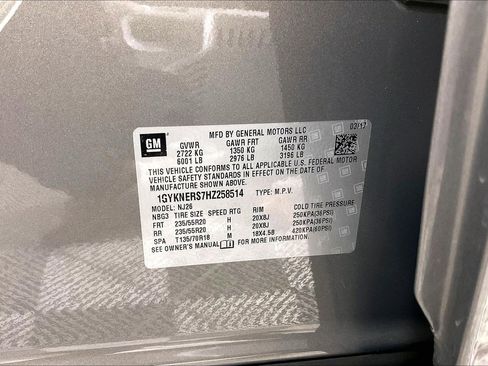 GM
MFD BY GENERAL MOTORS LLC
03/17
GVWR GAWR FRT GAWR RR
2722 KG 1350 KG 1450 KG
6001 LB 2976 LB 3196 LB
THIS VEHICLE CONFORMS TO ALL APPLICABLE U.S. FEDERAL MOTOR
VEHICLE SAFETY STANDARDS IN EFFECT ON THE DATE OF
MANUFACTURE SHOWN ABOVE.
1GYKNERS7HZ258514 TYPE: M.P.V.
MODEL: NJ26
NBG3 TIRE SIZE SPEED RTG RIM COLD TIRE PRESSURE
FRT 235/55R20 H 20X8J 250KPA(36PSI)
RR 235/55R20 H 20X8J 250KPA(36PSI)
SPA T135/70R18 M 18X4.5B 420KPA(60PSI)
SEE OWNER'S MANUAL